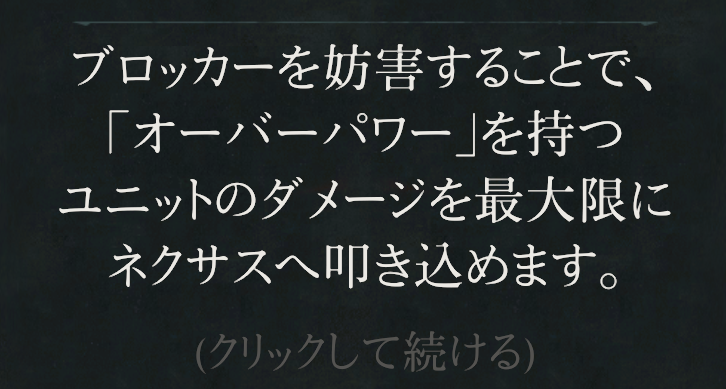 ブロッカーを妨害することで、
「オーバーパワー」を持つ
ユニットのダメージを最大限に
ネクサスへ叩き込めます。
(クリックして続ける)